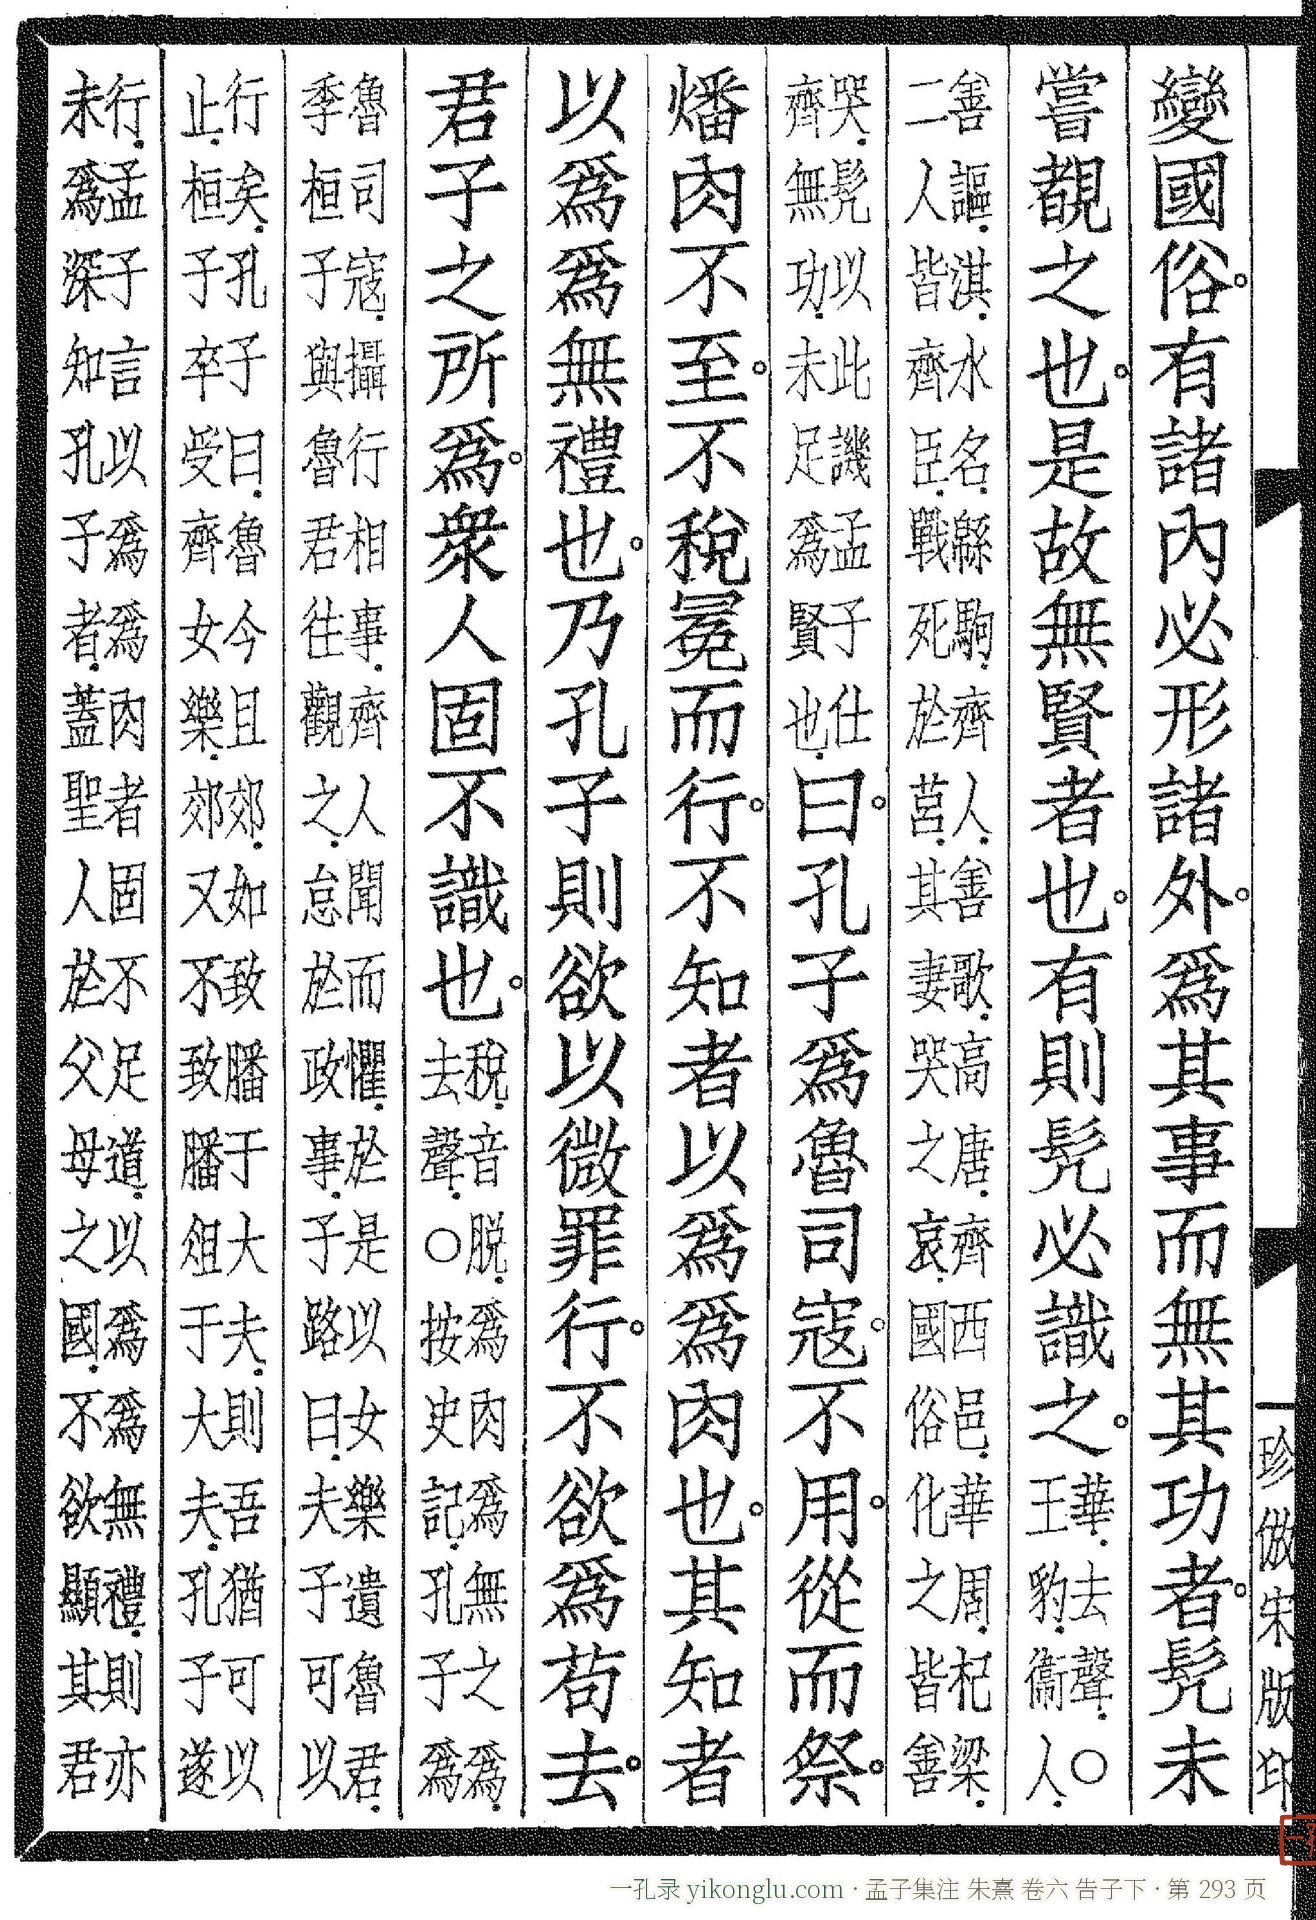 變國俗。有諸內必形諸外。爲其事而無其功者。髡未
嘗覩之也。是故無賢者也。有則髡必識之。華.去聲.○
王豹.衞人.
善謳.淇.水名.緜駒.齊人.善歌.高唐.齊西邑.華周.杞梁.
二人皆齊臣.戰死於莒.其妻哭之哀.國俗化之皆善
哭.髡以此譏孟子仕
齊無功.未足爲賢也.曰。孔子爲魯司寇。不用。從而祭。
燔肉不至。不稅冕而行。不知者以爲爲肉也。其知者
以爲爲無禮也。乃孔子則欲以微罪行。不欲爲苟去。
君子之所爲。衆人固不識也。稅.音脫.爲肉爲無之爲.
去聲.○按史記.孔子爲
魯司寇.攝行相事.齊人聞而懼.於是以女樂遺魯君.
季桓子與魯君往觀之.怠於政事.子路曰.夫子可以
行矣.孔子曰.魯今且郊.如致膰于大夫.則吾猶可以
止.桓子卒受齊女樂.郊又不致膰俎于大夫.孔子遂
行.孟子言以爲爲肉者固不足道.以爲爲無禮.則亦
未爲深知孔子者.蓋聖人於父母之國.不欲顯其君
珍倣宋版印
一孔录 yikonglu.com · 孟子集注 朱熹 卷六 告子下 · 第 293 页